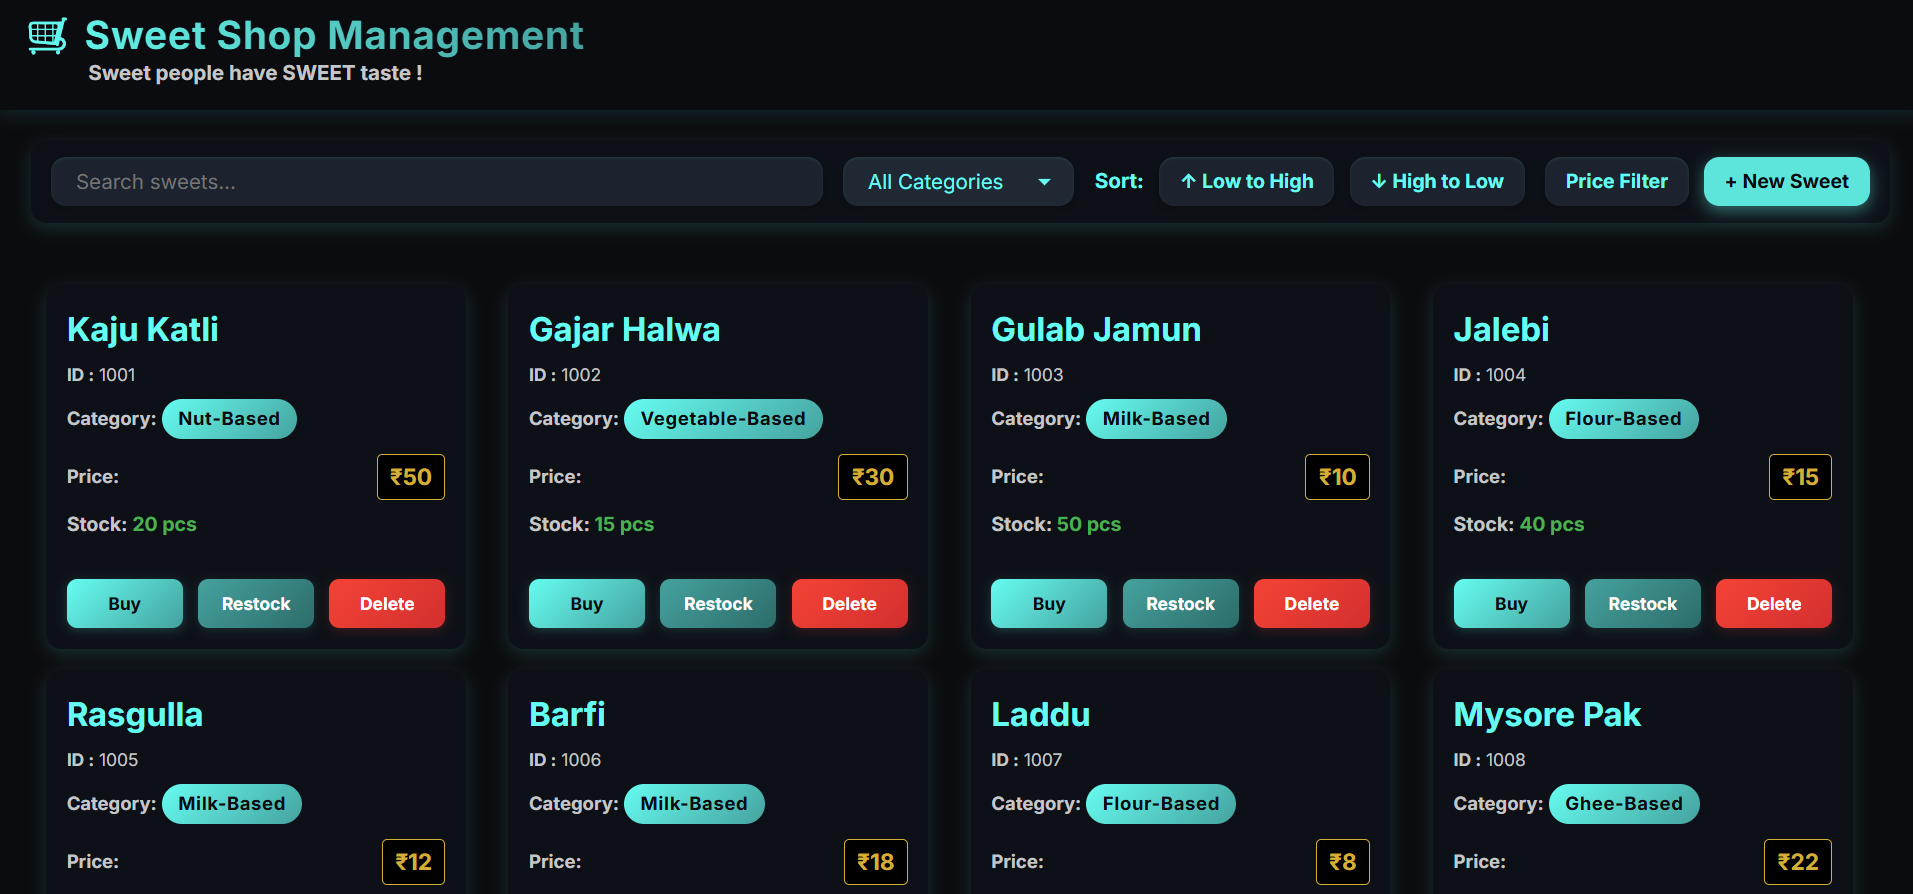 Sweet Shop Management
Sweet people have SWEET taste !
Search sweets... All Categories Sort: ↑ Low to High ↓ High to Low Price Filter + New Sweet
Kaju Katli
ID : 1001
Category: Nut-Based
Price: ₹50
Stock: 20 pcs
Buy Restock Delete
Gajar Halwa
ID : 1002
Category: Vegetable-Based
Price: ₹30
Stock: 15 pcs
Buy Restock Delete
Gulab Jamun
ID : 1003
Category: Milk-Based
Price: ₹10
Stock: 50 pcs
Buy Restock Delete
Jalebi
ID : 1004
Category: Flour-Based
Price: ₹15
Stock: 40 pcs
Buy Restock Delete
Rasgulla
ID : 1005
Category: Milk-Based
Price: ₹12
Barfi
ID : 1006
Category: Milk-Based
Price: ₹18
Laddu
ID : 1007
Category: Flour-Based
Price: ₹8
Mysore Pak
ID : 1008
Category: Ghee-Based
Price: ₹22